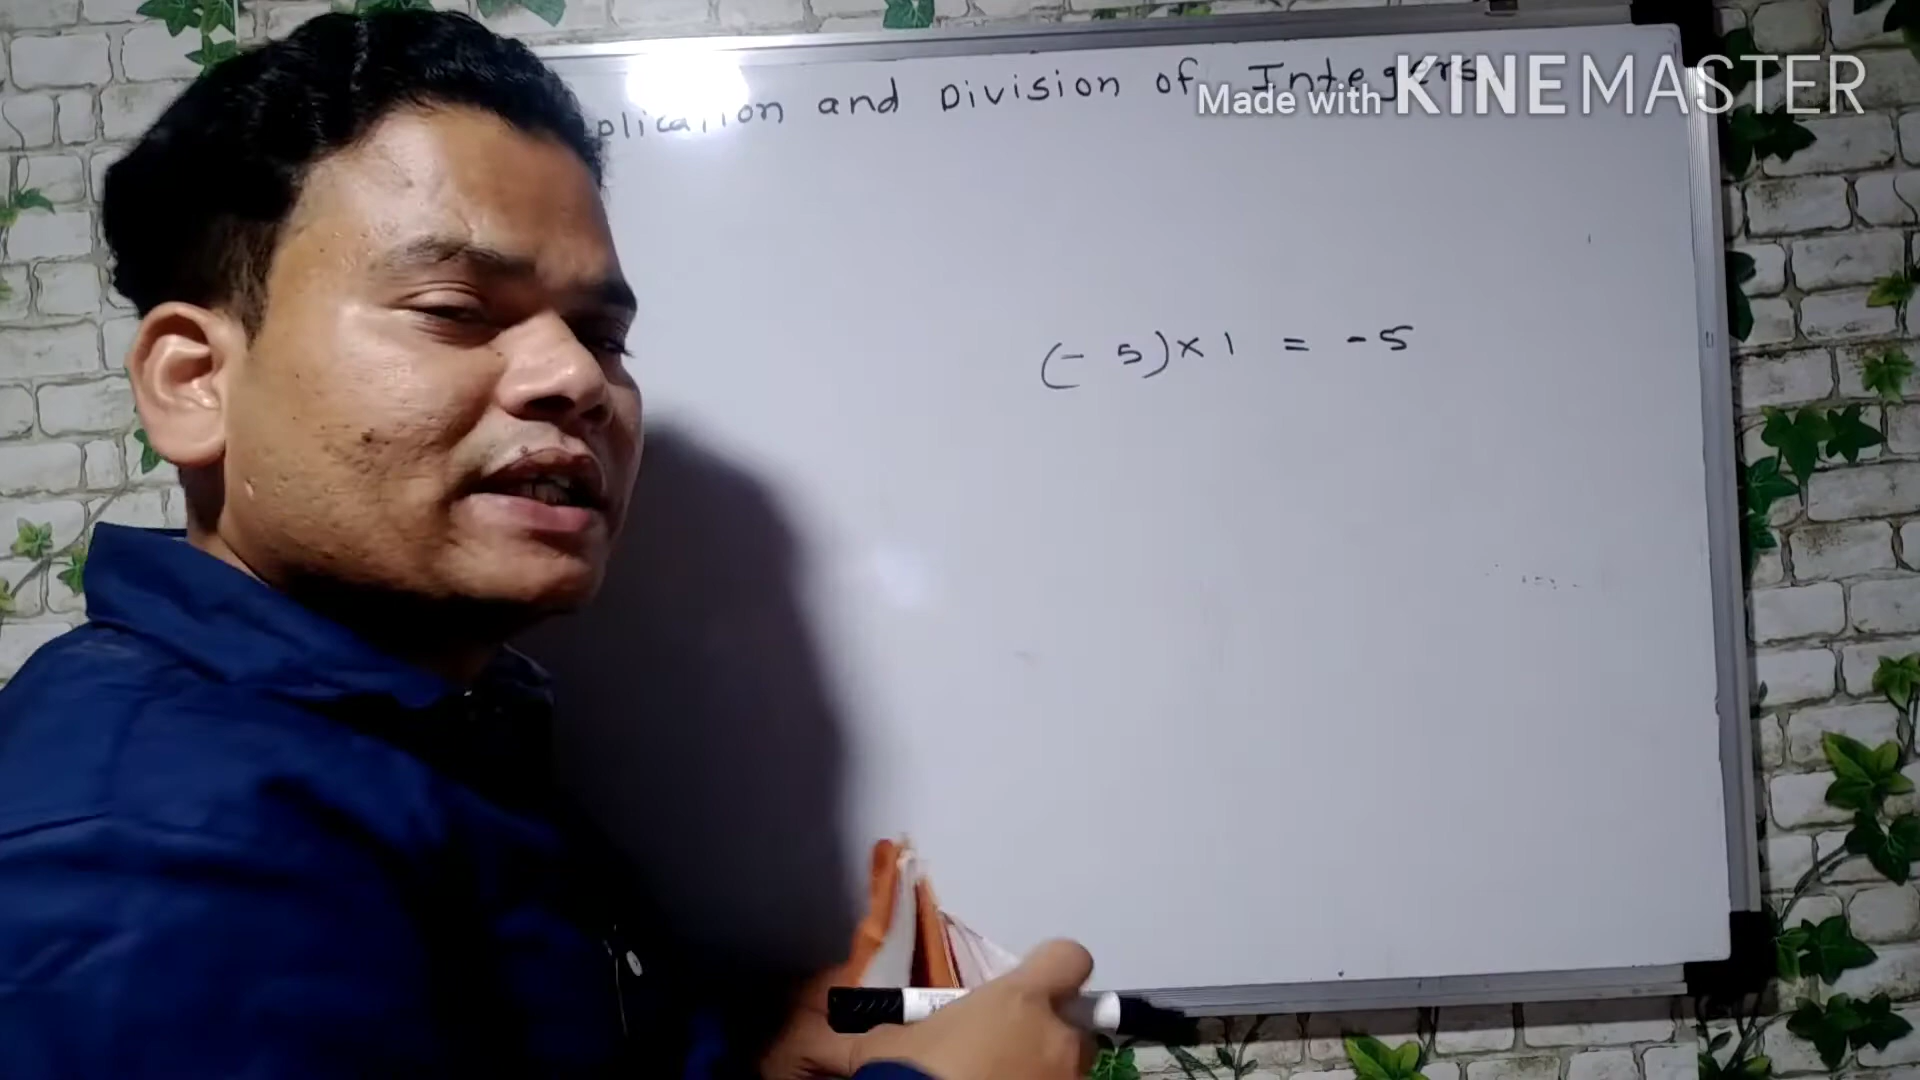 plication and Division of Integers
Made with KINEMASTER
(- 5) × 1 = -5